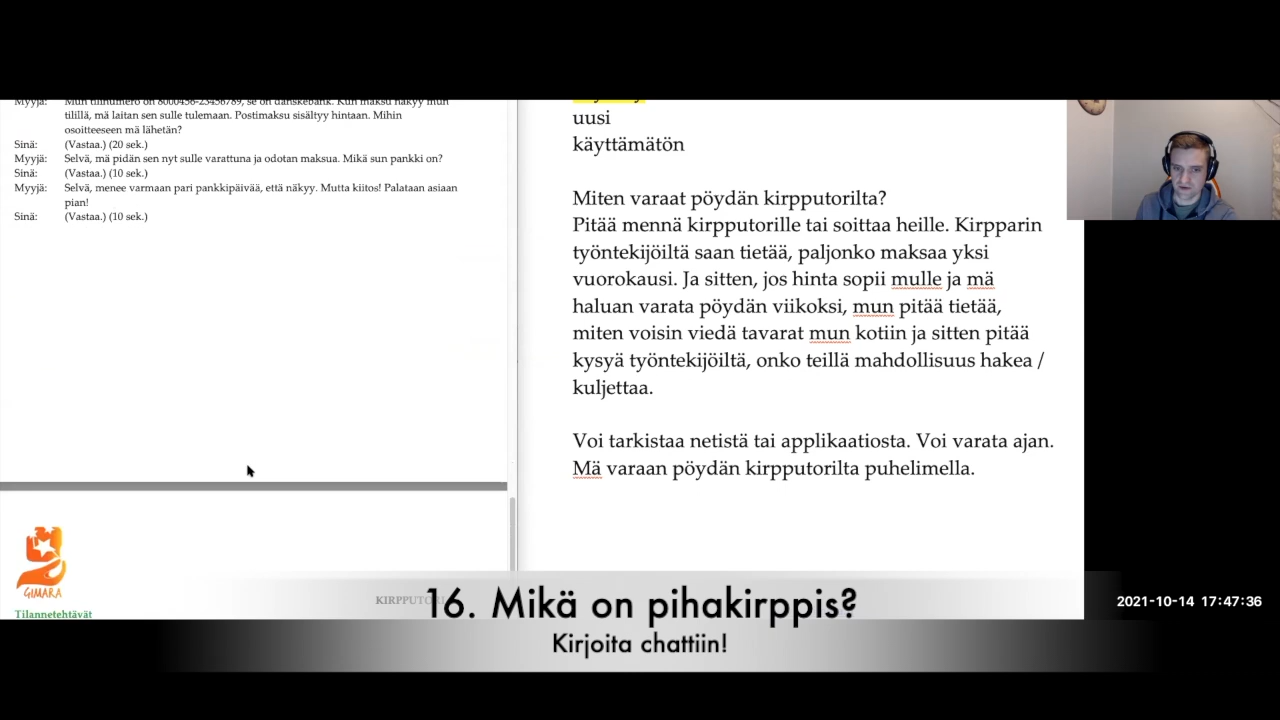 Myyjä: Mun tilinumero on 8000456-23456789, se on danskebank. Kun maksu näkyy mun
tilillä, mä laitan sen sulle tulemaan. Postimaksu sisältyy hintaan. Mihin
osoitteeseen mä lähetän?
Sinä: (Vastaa.) (20 sek.)
Myyjä: Selvä, mä pidän sen nyt sulle varattuna ja odotan maksua. Mikä sun pankki on?
Sinä: (Vastaa.) (10 sek.)
Myyjä: Selvä, menee varmaan pari pankkipäivää, että näkyy. Mutta kiitos! Palataan asiaan
pian!
Sinä: (Vastaa.) (10 sek.)
GIMARA
Tilannetehtävät
uusi
käyttämätön
Miten varaat pöydän kirpputorilta?
Pitää mennä kirpputorille tai soittaa heille. Kirpparin
työntekijöiltä saan tietää, paljonko maksaa yksi
vuorokausi. Ja sitten, jos hinta sopii mulle ja mä
haluan varata pöydän viikoksi, mun pitää tietää,
miten voisin viedä tavarat mun kotiin ja sitten pitää
kysyä työntekijöiltä, onko teillä mahdollisuus hakea /
kuljettaa.
Voi tarkistaa netistä tai applikaatiosta. Voi varata ajan.
Mä varaan pöydän kirpputorilta puhelimella.
16. Mikä on pihakirppis?
Kirjoita chattiin!
2021-10-14 17:47:36